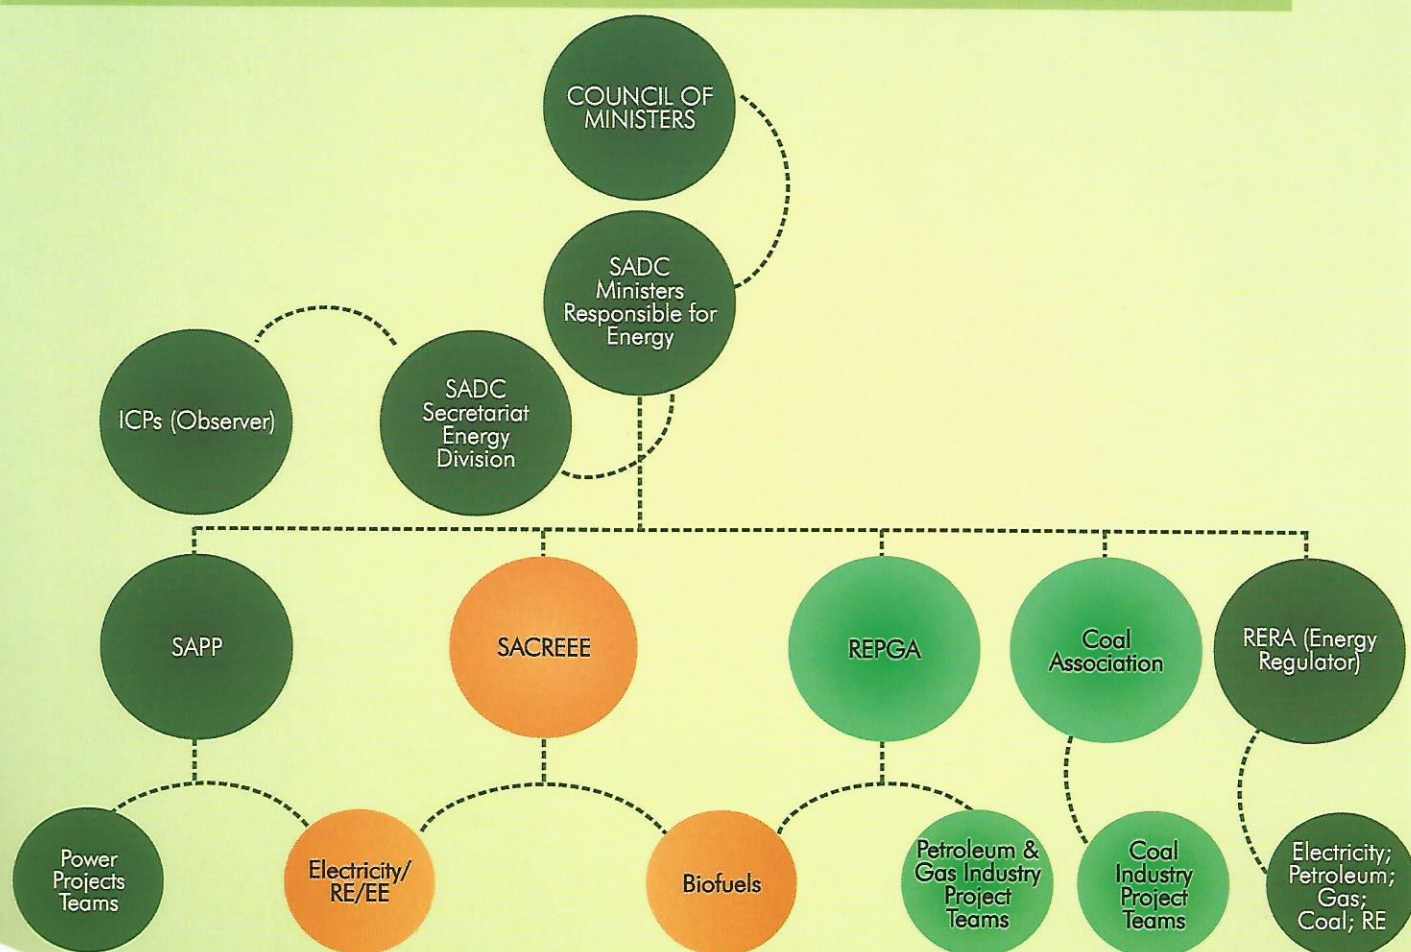 COUNCIL OF
MINISTERS
SADC
Ministers
Responsible for
Energy
ICPs (Observer)
SADC
Secretariat
Energy
Division
SAPP
SACREEE
REPGA
Coal
Association
RERA (Energy
Regulator)
Power
Projects
Teams
Electricity/
RE/EE
Biofuels
Petroleum &
Gas Industry
Project
Teams
Coal
Industry
Project
Teams
Electricity;
Petroleum;
Gas;
Coal; RE